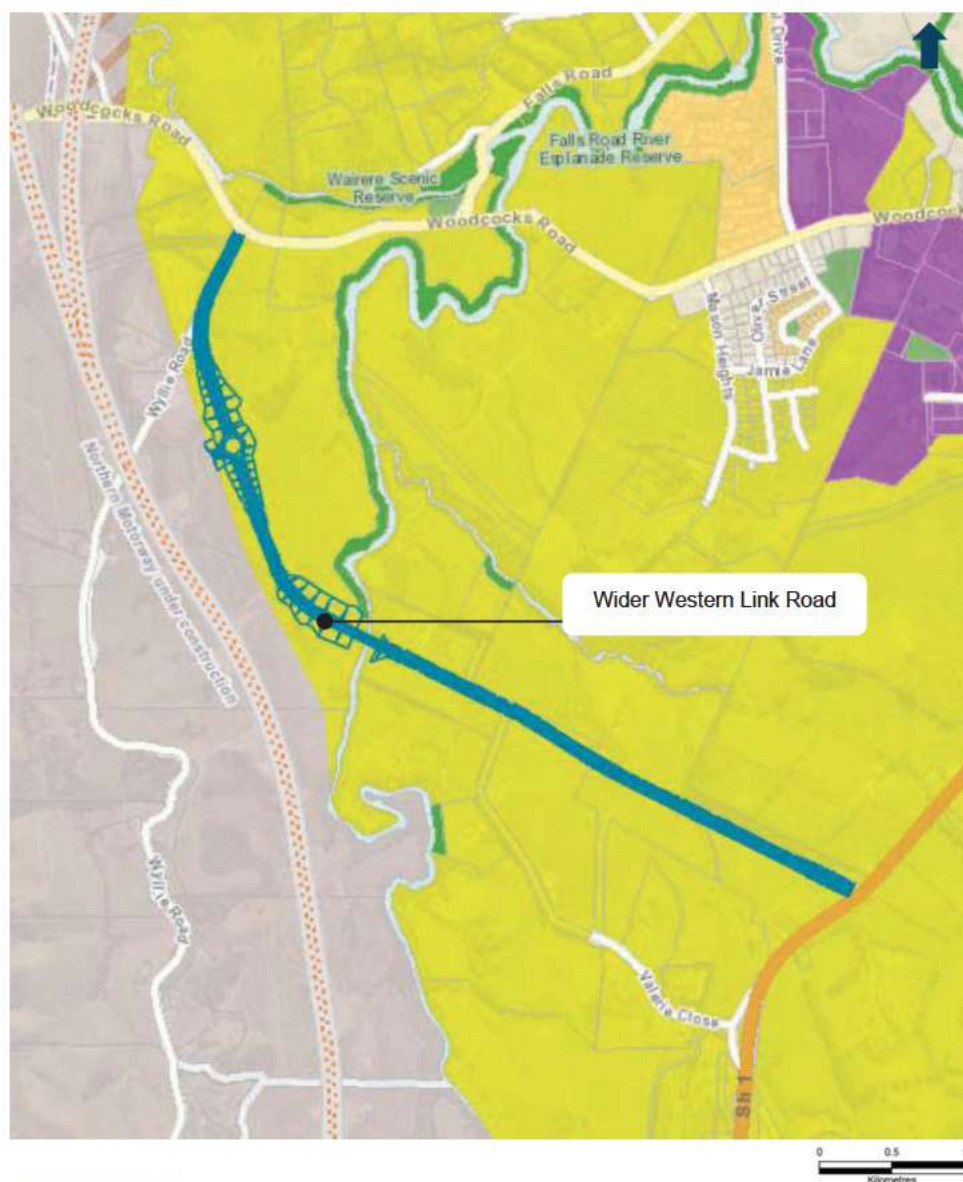 l Drive
Woodcocks Road
Falls Road
Falls Road River
Esplanade Reserve
Wairere Scenic
Reserve
Woodcocks Road
Woodcock
Mason Heights
Oliver Street
Jamie Lane
Wyllie Road
Northern Motorway under construction
Wider Western Link Road
Wyllie Road
Valerie Close
Sh 1
0 0.5
Kilometres